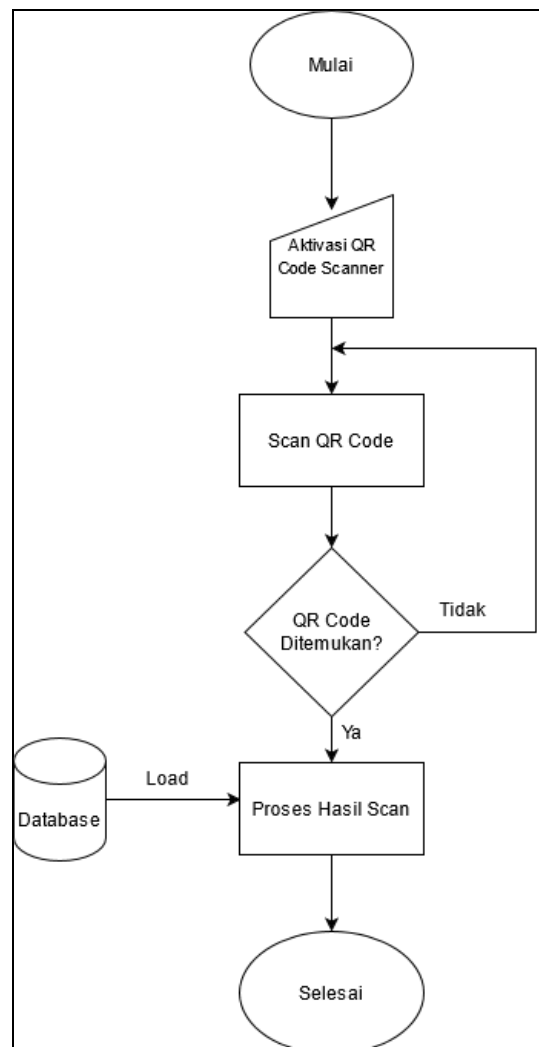 Mulai
Aktivasi QR
Code Scanner
Scan QR Code
QR Code
Ditemukan?
Tidak
Ya
Load
Database
Proses Hasil Scan
Selesai